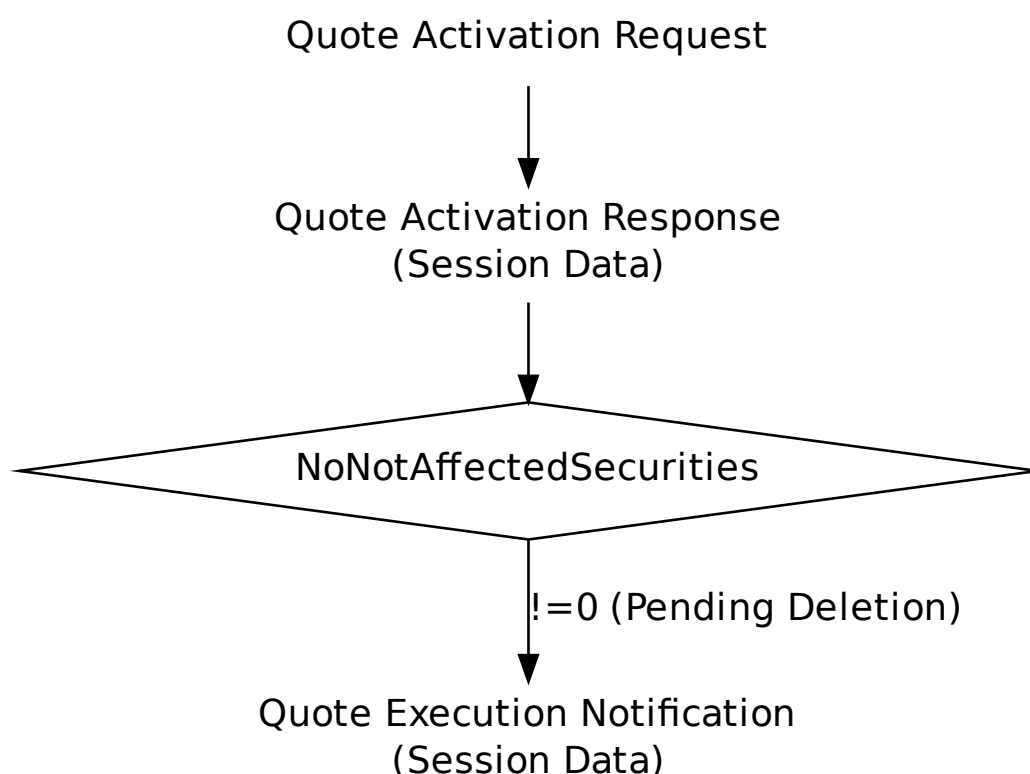 Quote Activation Request
Quote Activation Response
(Session Data)
NoNotAffectedSecurities
!=0 (Pending Deletion)
Quote Execution Notification
(Session Data)